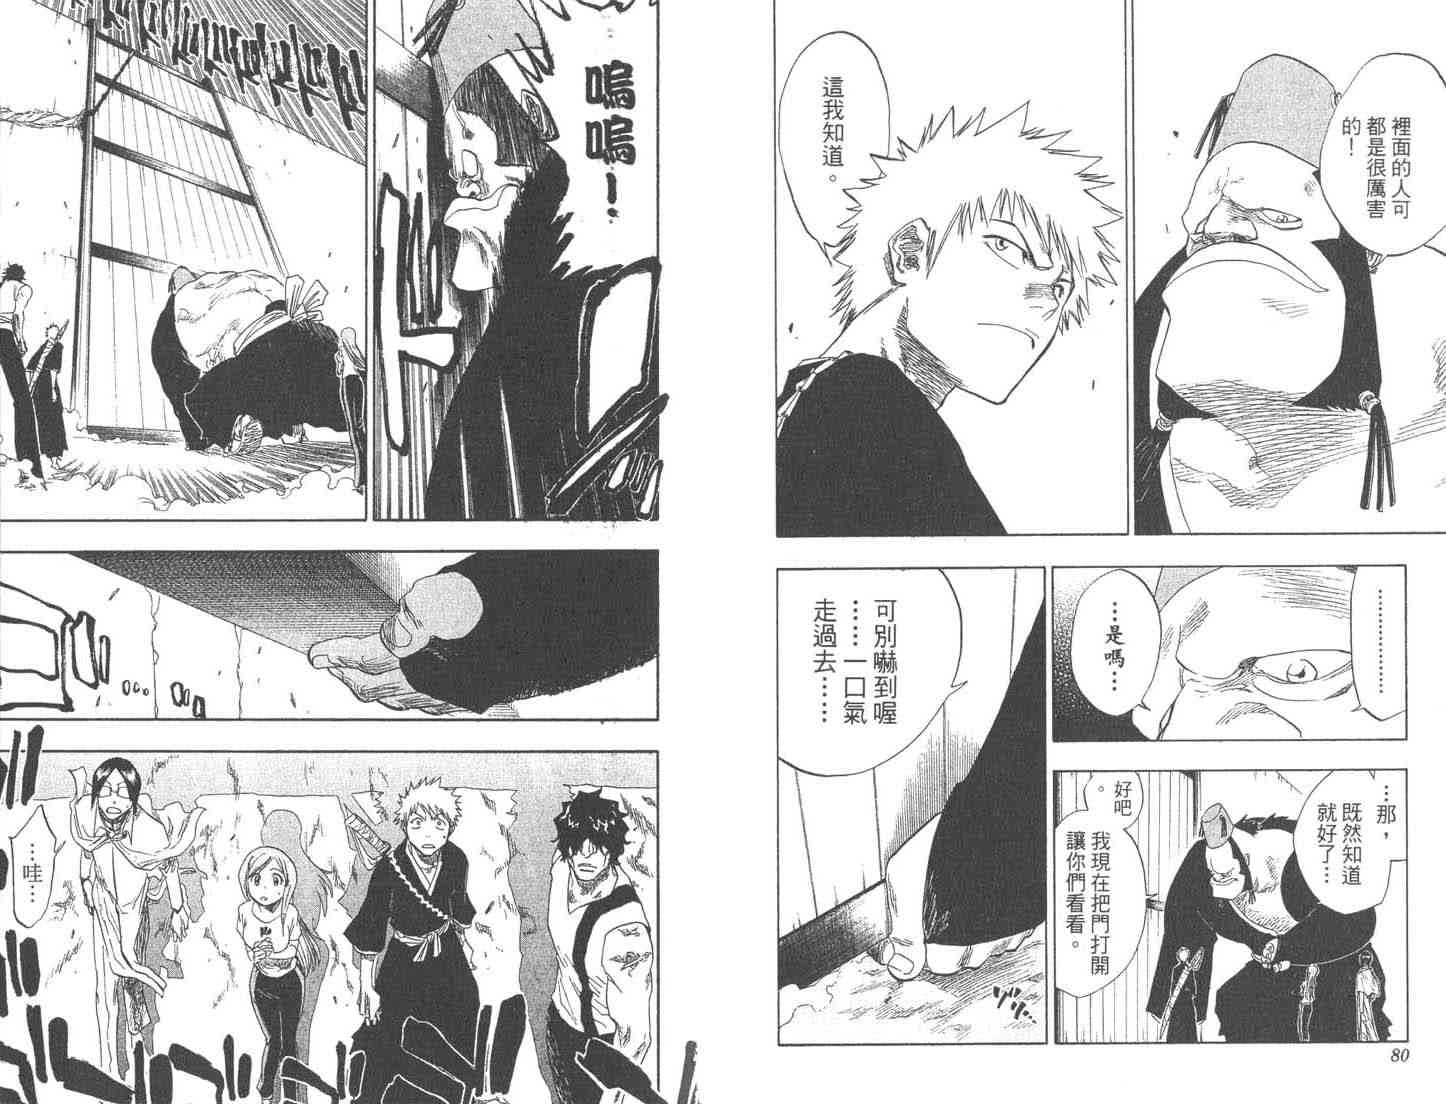 裡面的人可
都是很厲害
的！
這我知道。
…………
…是嗎…
…那，
既然知道
就好了…
好吧
。
我現在把門打開
讓你們看看。
可別嚇到喔
……一口氣
走過去……
80
嗚嗚！
…哇…